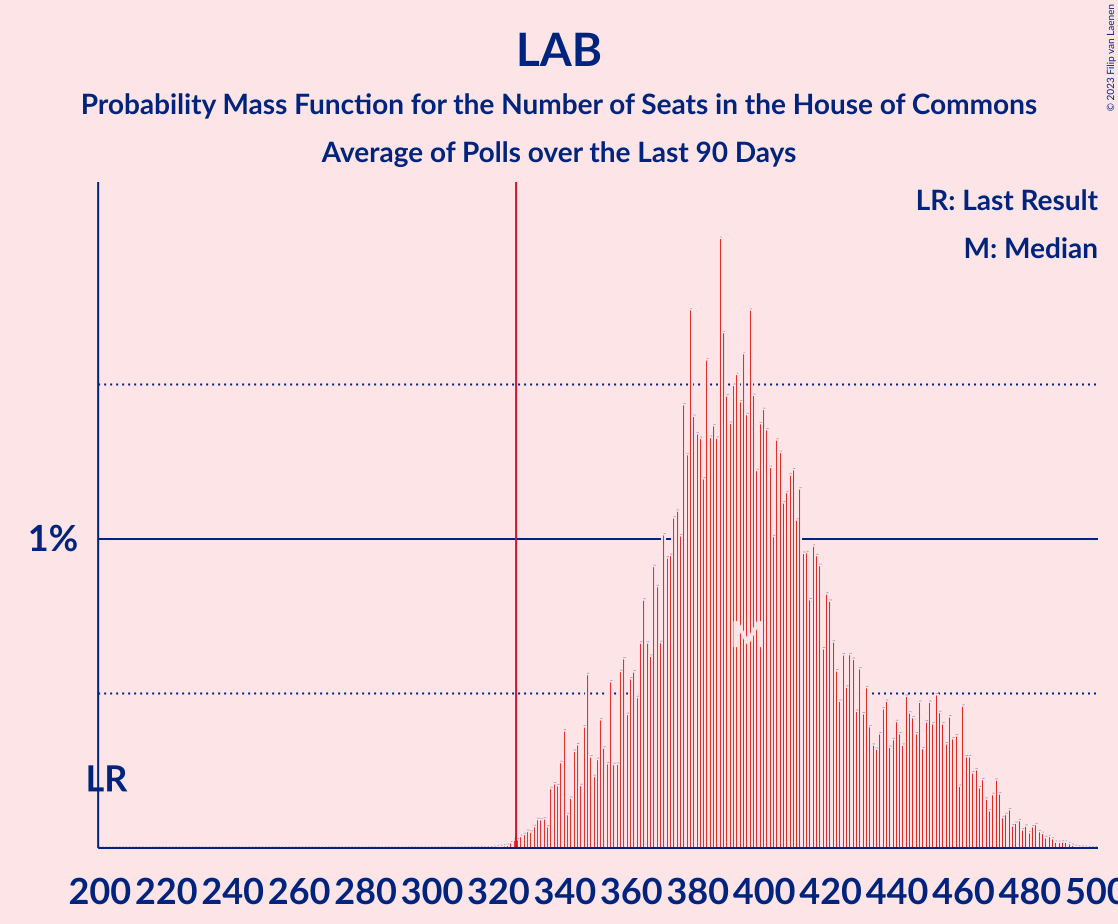 LAB
Probability Mass Function for the Number of Seats in the House of Commons
Average of Polls over the Last 90 Days
© 2023 Filip van Laenen
LR: Last Result
M: Median
1%
M
LR
200 220 240 260 280 300 320 340 360 380 400 420 440 460 480 500